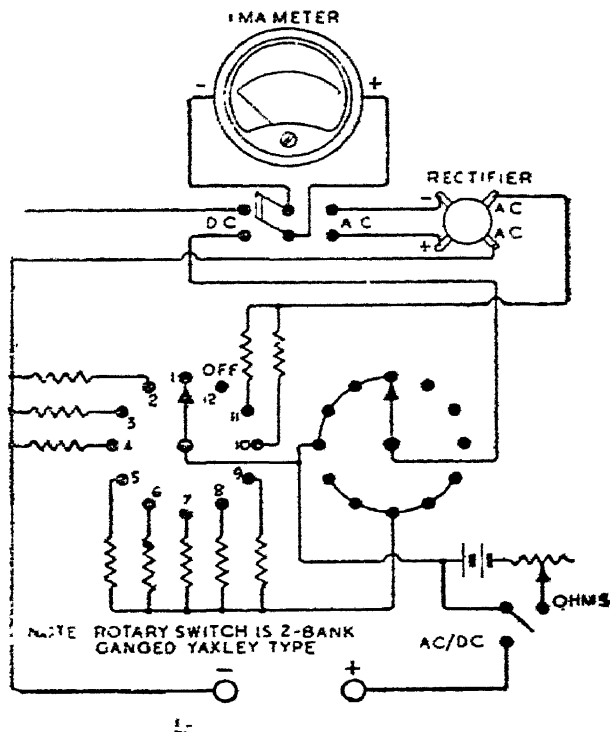 MA METER
-
+
RECTIFIER
-
AC
DC
AC
+
AC
OFF
1
2
12
3
11
4
10
5
9
6
7
8
OHMS
NOTE ROTARY SWITCH IS 2-BANK
GANGED YAXLEY TYPE
AC/DC
-
+